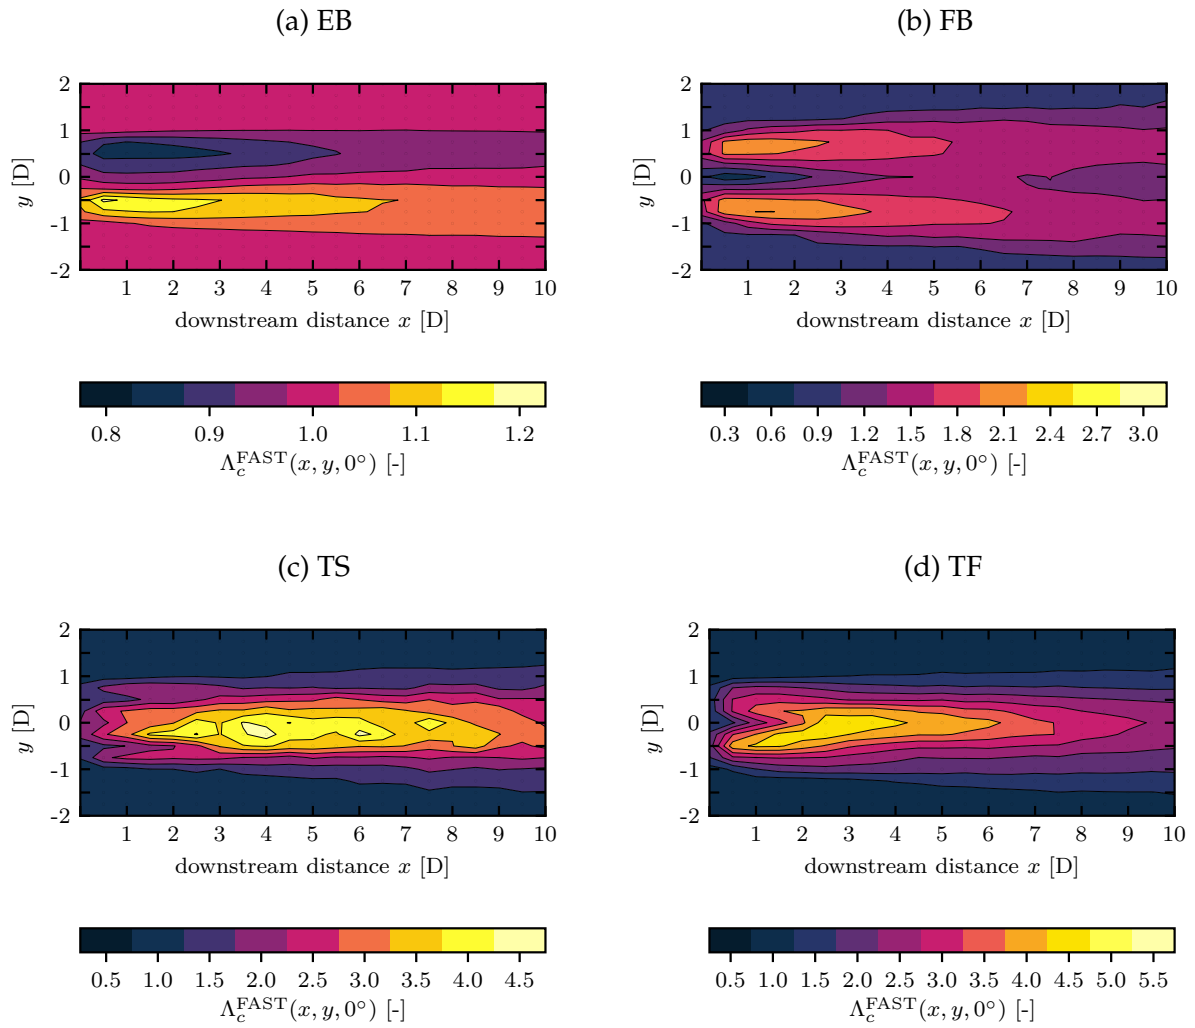 (a) EB
(b) FB
2
1
0
-1
-2
y [D]
1 2 3 4 5 6 7 8 9 10
downstream distance x [D]
2
1
0
-1
-2
y [D]
1 2 3 4 5 6 7 8 9 10
downstream distance x [D]
0.8 0.9 1.0 1.1 1.2
Λ_c^FAST(x, y, 0°) [-]
0.3 0.6 0.9 1.2 1.5 1.8 2.1 2.4 2.7 3.0
Λ_c^FAST(x, y, 0°) [-]
(c) TS
(d) TF
2
1
0
-1
-2
y [D]
1 2 3 4 5 6 7 8 9 10
downstream distance x [D]
2
1
0
-1
-2
y [D]
1 2 3 4 5 6 7 8 9 10
downstream distance x [D]
0.5 1.0 1.5 2.0 2.5 3.0 3.5 4.0 4.5
Λ_c^FAST(x, y, 0°) [-]
0.5 1.0 1.5 2.0 2.5 3.0 3.5 4.0 4.5 5.0 5.5
Λ_c^FAST(x, y, 0°) [-]